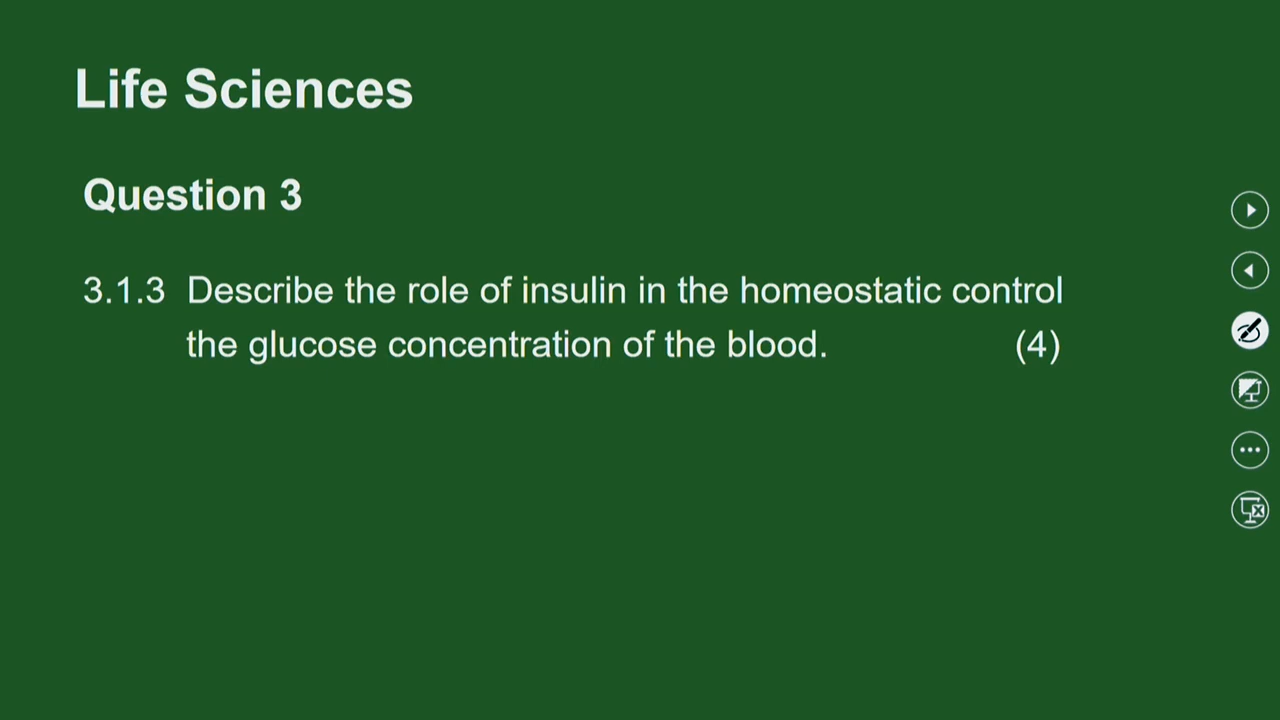 Life Sciences
Question 3
3.1.3 Describe the role of insulin in the homeostatic control
the glucose concentration of the blood. (4)